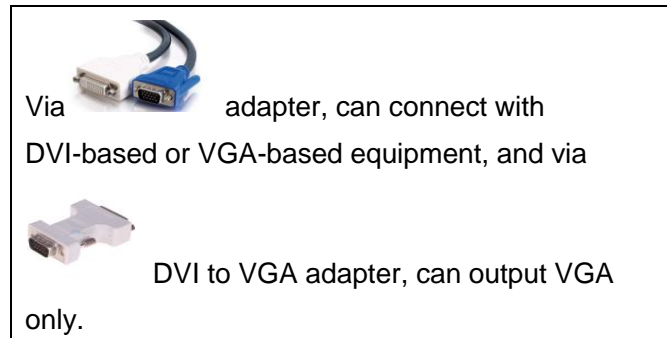 Via adapter, can connect with
DVI-based or VGA-based equipment, and via
DVI to VGA adapter, can output VGA
only.